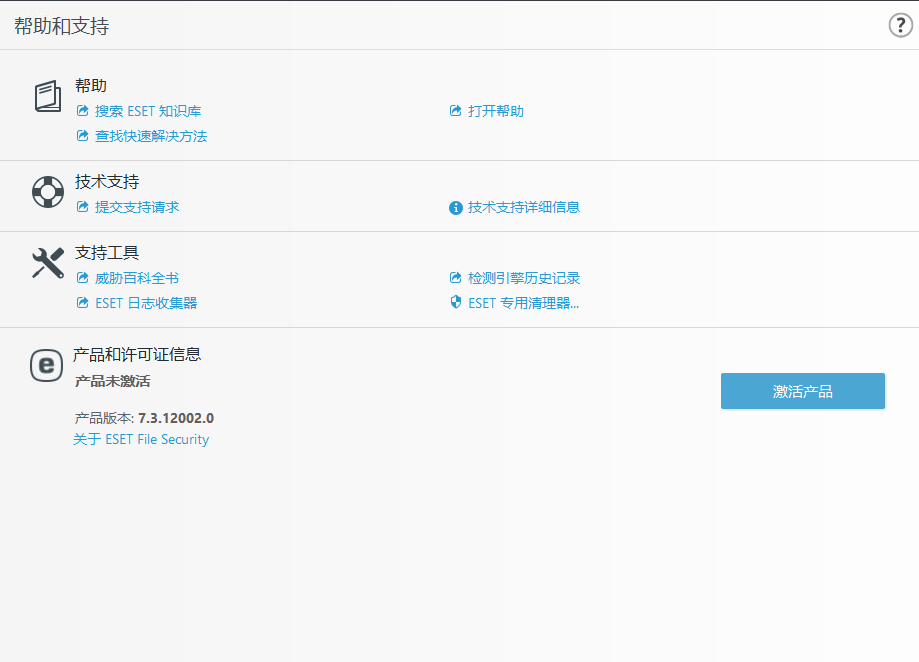 帮助和支持
?
帮助
搜索 ESET 知识库
打开帮助
查找快速解决方法
技术支持
提交支持请求
技术支持详细信息
支持工具
威胁百科全书
检测引擎历史记录
ESET 日志收集器
ESET 专用清理器...
e
产品和许可证信息
产品未激活
激活产品
产品版本: 7.3.12002.0
关于 ESET File Security